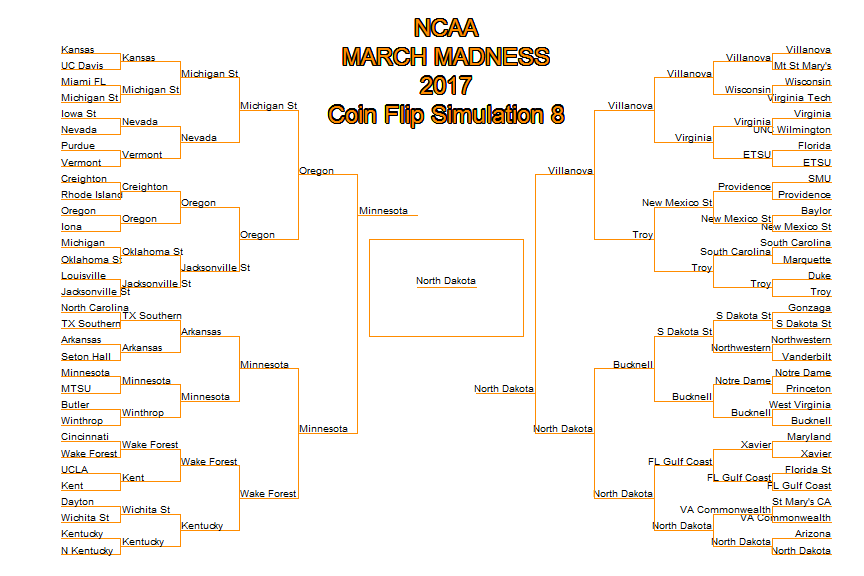 NCAA
MARCH MADNESS
2017
Coin Flip Simulation 8
Kansas
UC Davis
Miami FL
Michigan St
Iowa St
Nevada
Purdue
Vermont
Creighton
Rhode Island
Oregon
Iona
Michigan
Oklahoma St
Louisville
Jacksonville St
North Carolina
TX Southern
Arkansas
Seton Hall
Minnesota
MTSU
Butler
Winthrop
Cincinnati
Wake Forest
UCLA
Kent
Dayton
Wichita St
Kentucky
N Kentucky
Kansas
Michigan St
Nevada
Vermont
Creighton
Oregon
Oklahoma St
Jacksonville St
TX Southern
Arkansas
Minnesota
Winthrop
Wake Forest
Kent
Wichita St
Kentucky
Michigan St
Nevada
Oregon
Jacksonville St
Arkansas
Minnesota
Wake Forest
Kentucky
Michigan St
Oregon
Minnesota
Wake Forest
Oregon
Minnesota
Minnesota
North Dakota
North Dakota
Villanova
North Dakota
Villanova
Troy
Bucknell
North Dakota
Villanova
Virginia
New Mexico St
Troy
S Dakota St
Bucknell
FL Gulf Coast
North Dakota
Villanova
Wisconsin
Virginia
ETSU
Providence
New Mexico St
South Carolina
Troy
S Dakota St
Northwestern
Notre Dame
Bucknell
Xavier
FL Gulf Coast
VA Commonwealth
North Dakota
Villanova
Mt St Mary's
Wisconsin
Virginia Tech
Virginia
UNC Wilmington
Florida
ETSU
SMU
Providence
Baylor
New Mexico St
South Carolina
Marquette
Duke
Troy
Gonzaga
S Dakota St
Northwestern
Vanderbilt
Notre Dame
Princeton
West Virginia
Bucknell
Maryland
Xavier
Florida St
FL Gulf Coast
St Mary's CA
VA Commonwealth
Arizona
North Dakota